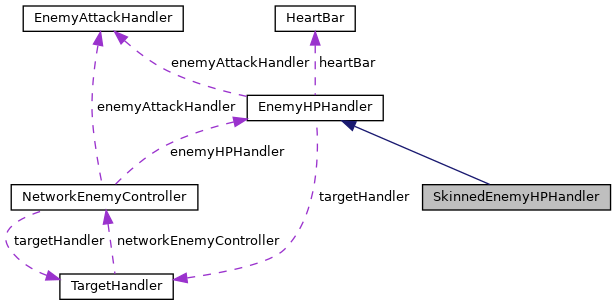 EnemyAttackHandler
HeartBar
enemyAttackHandler
heartBar
enemyAttackHandler
EnemyHPHandler
enemyHPHandler
NetworkEnemyController
targetHandler
SkinnedEnemyHPHandler
targetHandler
networkEnemyController
TargetHandler